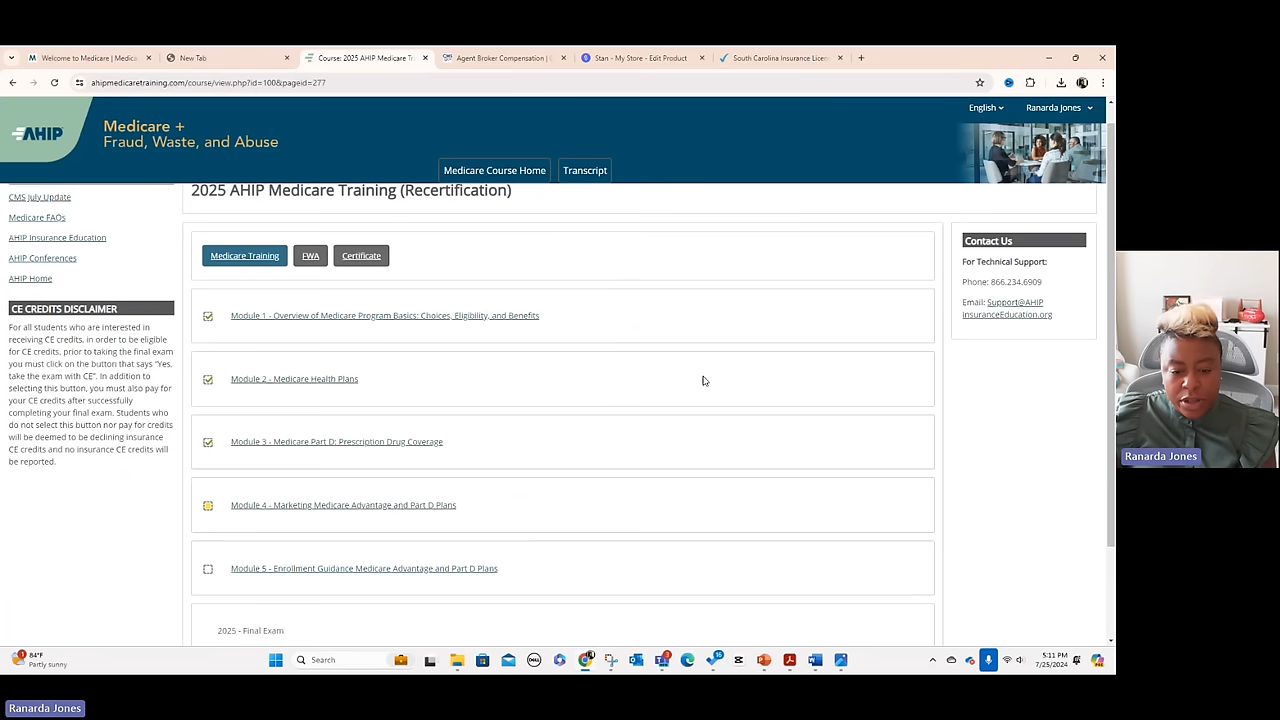 Welcome to Medicare | Medica
New Tab
Course: 2025 AHIP Medicare Tr
Agent Broker Compensation | C
Stan - My Store - Edit Product
South Carolina Insurance Licen
ahipmedicaretraining.com/course/view.php?id=100&pageid=277
AHIP
Medicare +
Fraud, Waste, and Abuse
English
Ranarda Jones
Medicare Course Home
Transcript
CMS July Update
Medicare FAQs
AHIP Insurance Education
AHIP Conferences
AHIP Home
CE CREDITS DISCLAIMER
For all students who are interested in
receiving CE credits, in order to be eligible
for CE credits, prior to taking the final exam
you must click on the button that says "Yes,
take the exam with CE". In addition to
selecting this button, you must also pay for
your CE credits after successfully
completing your final exam. Students who
do not select this button nor pay for credits
will be deemed to be declining insurance
CE credits and no insurance CE credits will
be reported.
2025 AHIP Medicare Training (Recertification)
Medicare Training
FWA
Certificate
Module 1 - Overview of Medicare Program Basics: Choices, Eligibility, and Benefits
Module 2 - Medicare Health Plans
Module 3 - Medicare Part D: Prescription Drug Coverage
Module 4 - Marketing Medicare Advantage and Part D Plans
Module 5 - Enrollment Guidance Medicare Advantage and Part D Plans
2025 - Final Exam
Contact Us
For Technical Support:
Phone: 866.234.6909
Email: Support@AHIP
InsuranceEducation.org
Ranarda Jones
84°F
Partly sunny
Search
5:11 PM
7/25/2024
Ranarda Jones